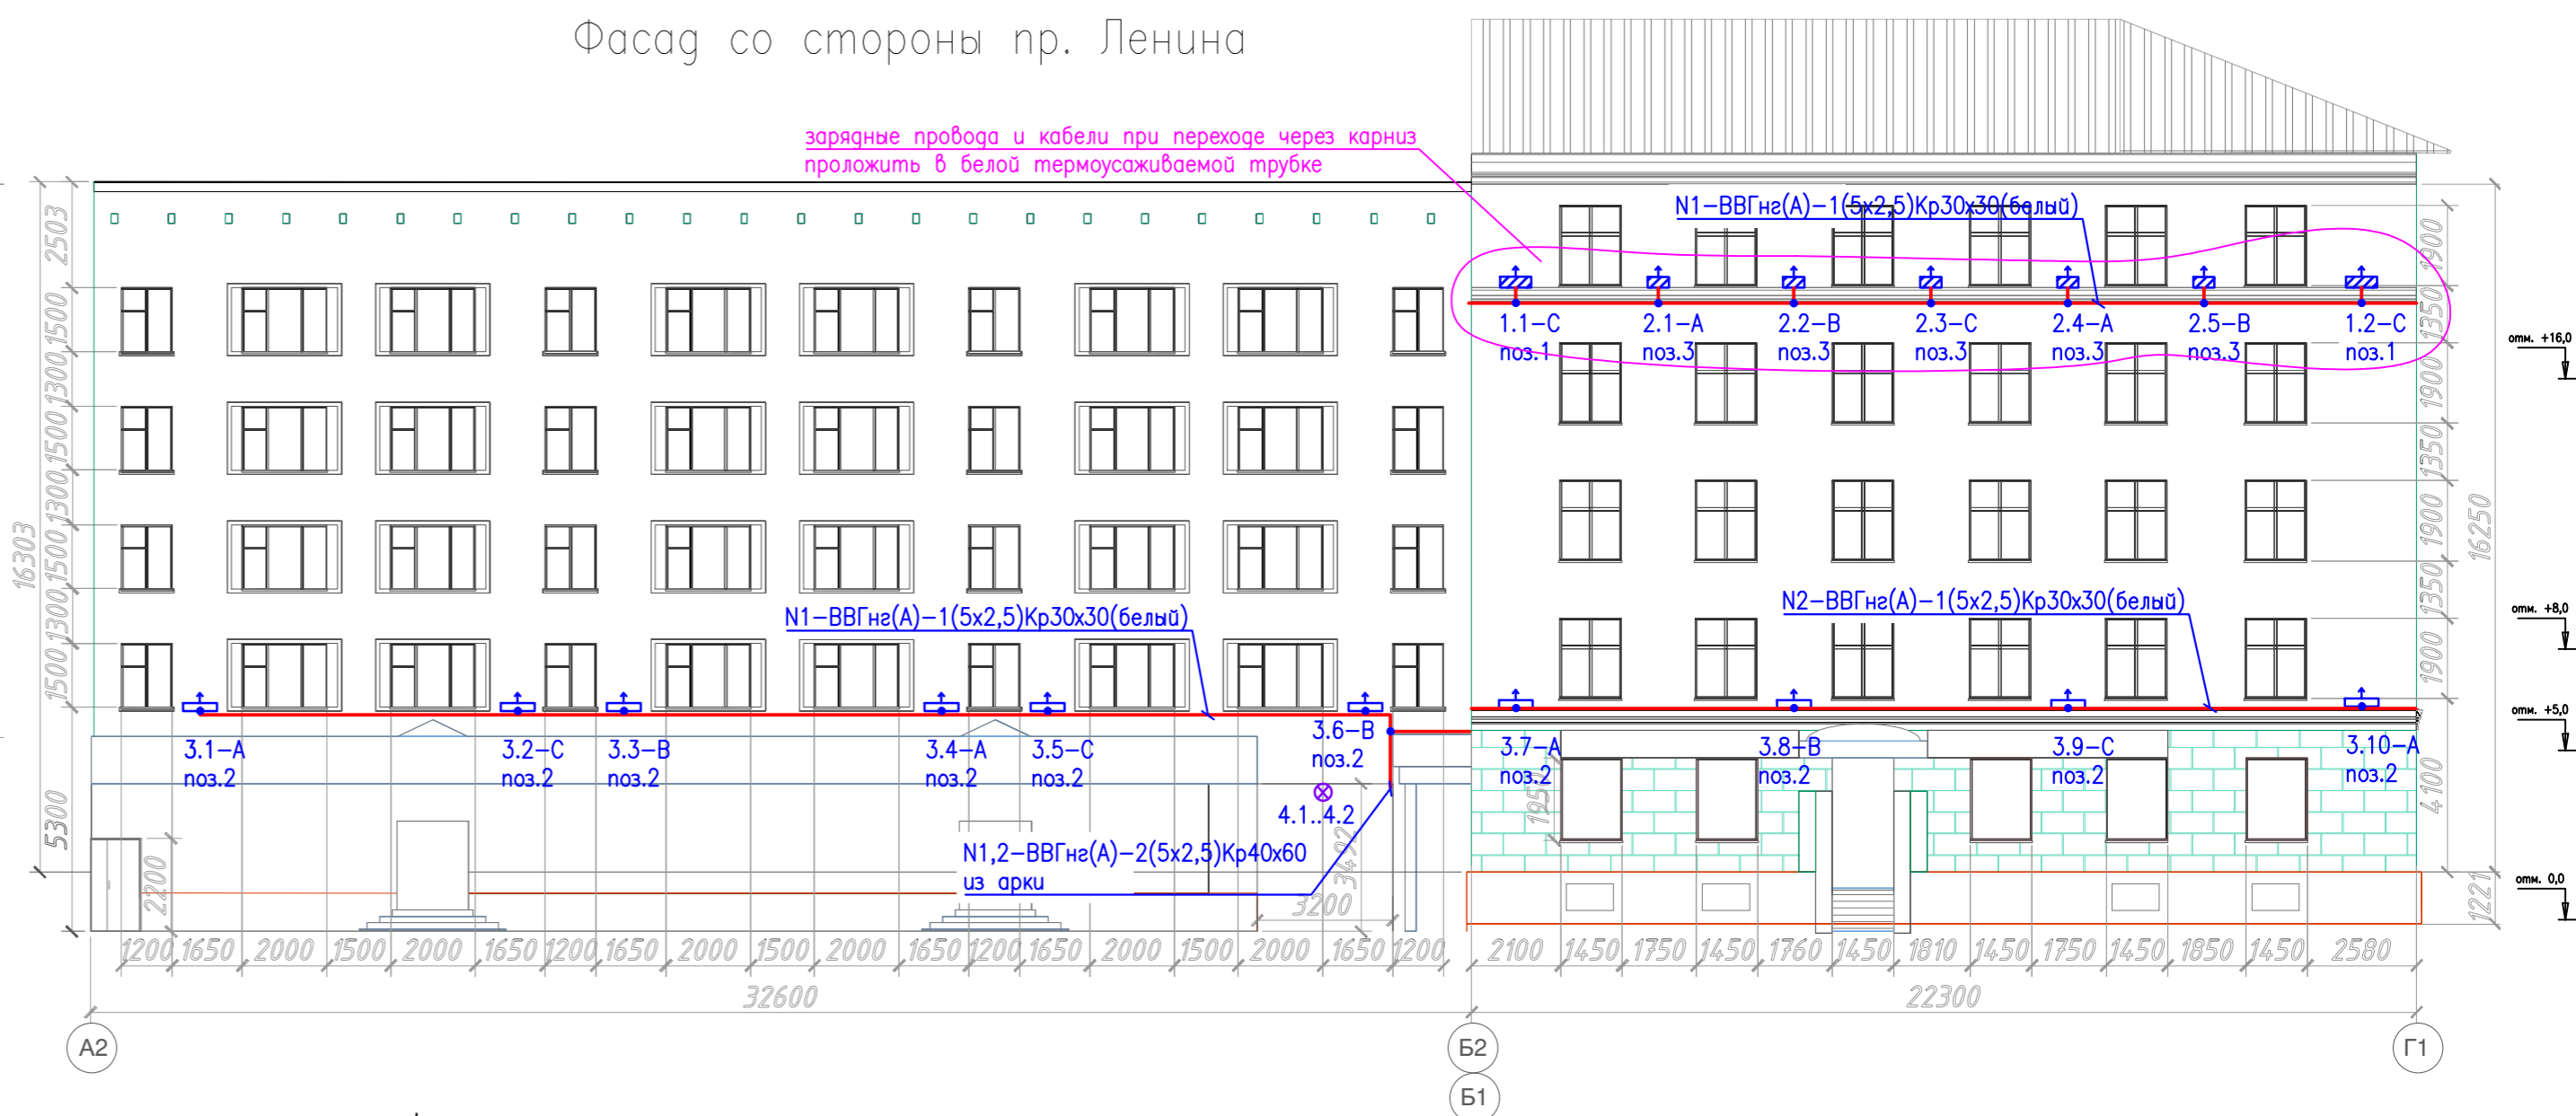 Фасад со стороны пр. Ленина
зарядные провода и кабели при переходе через карниз
проложить в белой термоусаживаемой трубке
N1-ВВГнг(А)-1(5х2,5)Кр30х30(белый)
1.1-С
поз.1
2.1-А
поз.3
2.2-В
поз.3
2.3-С
поз.3
2.4-А
поз.3
2.5-В
поз.3
1.2-С
поз.1
отм. +16,0
N1-ВВГнг(А)-1(5х2,5)Кр30х30(белый)
N2-ВВГнг(А)-1(5х2,5)Кр30х30(белый)
отм. +8,0
отм. +5,0
отм. 0,0
3.1-А
поз.2
3.2-С
поз.2
3.3-В
поз.2
3.4-А
поз.2
3.5-С
поз.2
3.6-В
поз.2
3.7-А
поз.2
3.8-В
поз.2
3.9-С
поз.2
3.10-А
поз.2
4.1..4.2
N1,2-ВВГнг(А)-2(5х2,5)Кр40х60
из арки
2503
1500
1300
1500
1300
1500
1300
1500
16303
5300
2200
3492
3200
1950
1900
1350
1900
1350
1900
1350
1900
4100
16250
1221
1200 1650 2000 1500 2000 1650 1200 1650 2000 1500 2000 1650 1200 1650 2000 1500 2000 1650 1200
2100 1450 1750 1450 1760 1450 1810 1450 1750 1450 1850 1450 2580
32600
22300
А2
Б2
Б1
Г1